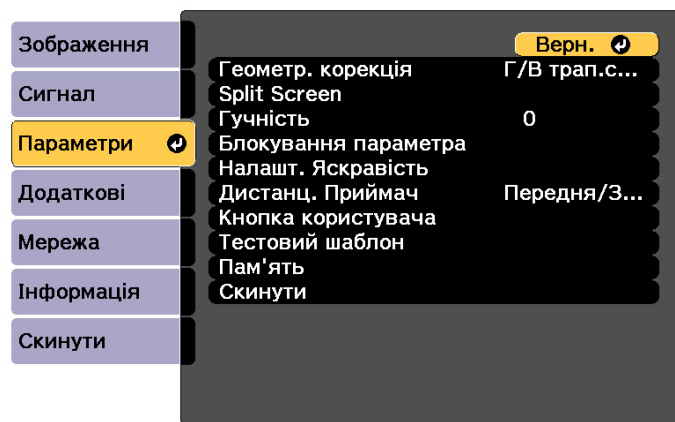 Зображення
Сигнал
Параметри
Додаткові
Мережа
Інформація
Скинути
Верн.
Геометр. корекція Г/В трап.с...
Split Screen
Гучність 0
Блокування параметра
Налашт. Яскравість
Дистанц. Приймач Передня/З...
Кнопка користувача
Тестовий шаблон
Пам'ять
Скинути